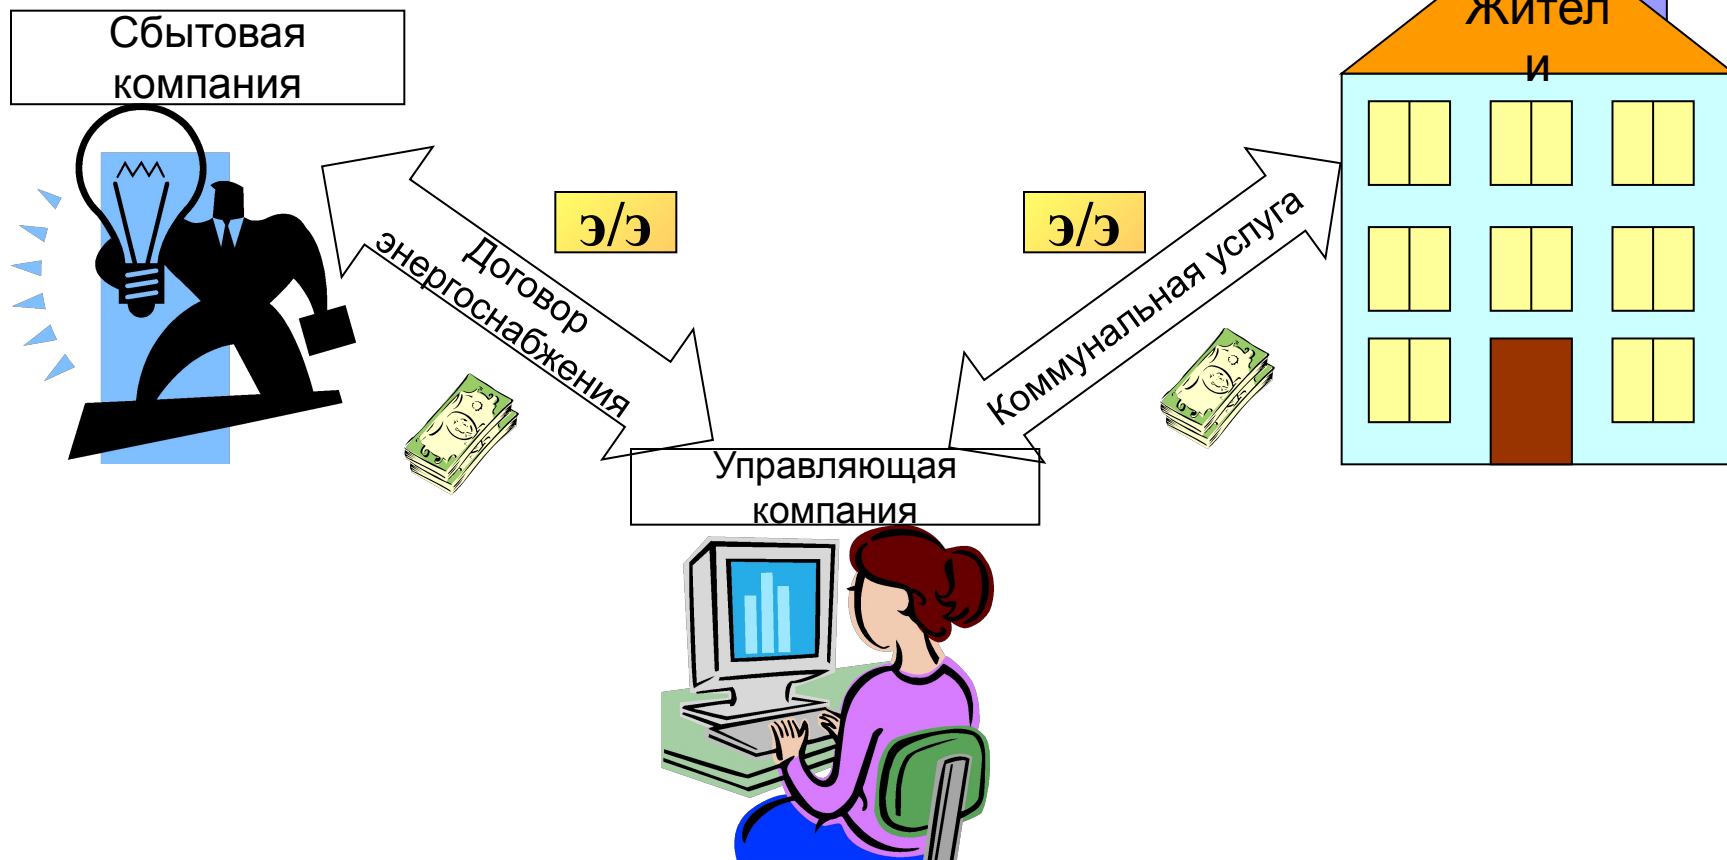 Сбытовая
компания
Жител
и
э/э
э/э
Договор
энергоснабжения
Коммунальная услуга
Управляющая
компания